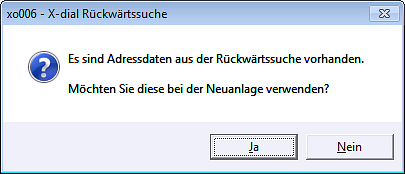 xo006 - X-dial Rückwärtssuche
Es sind Adressdaten aus der Rückwärtssuche vorhanden.
Möchten Sie diese bei der Neuanlage verwenden?
Ja
Nein